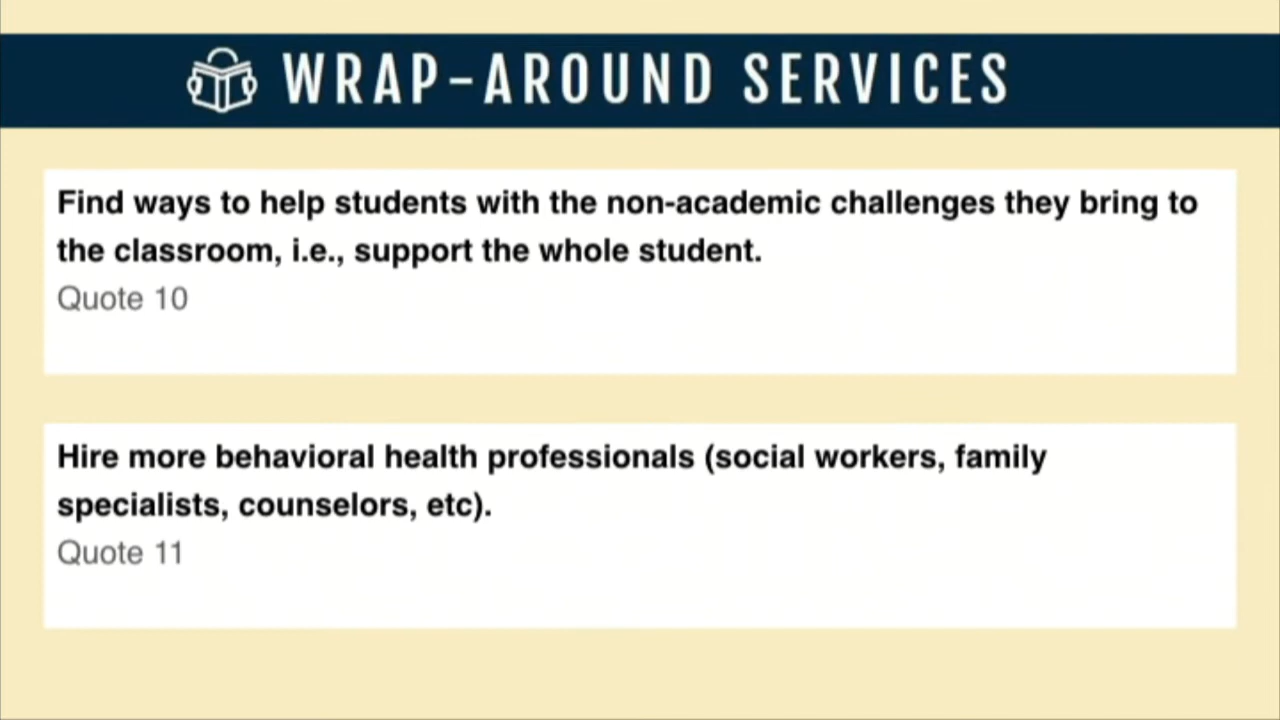 WRAP-AROUND SERVICES
Find ways to help students with the non-academic challenges they bring to
the classroom, i.e., support the whole student.
Quote 10
Hire more behavioral health professionals (social workers, family
specialists, counselors, etc).
Quote 11